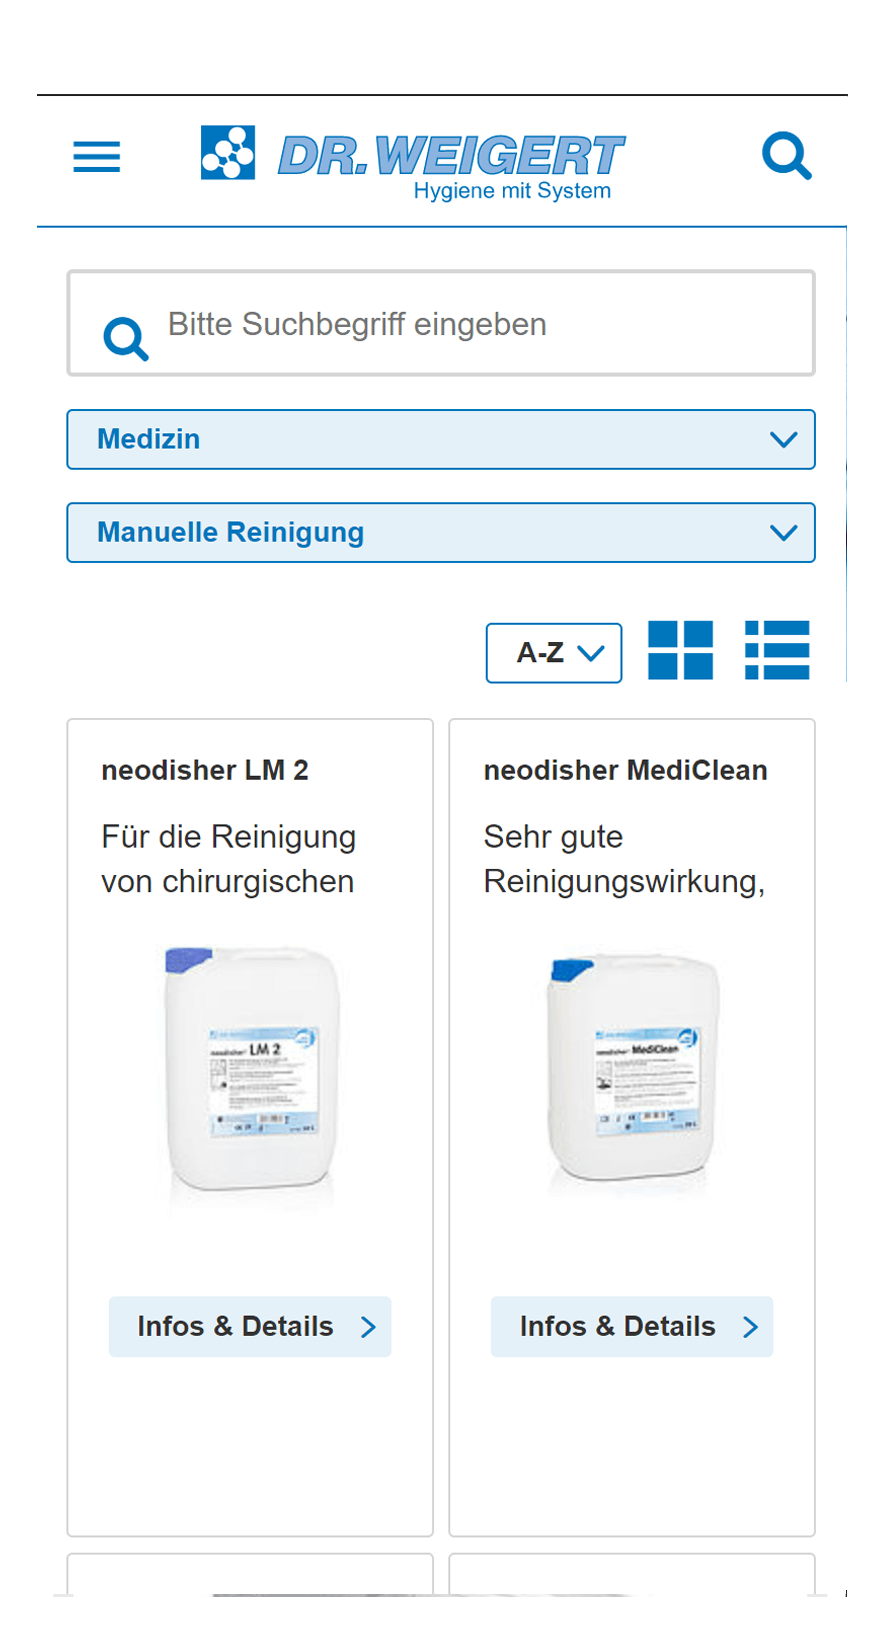 DR.WEIGERT
Hygiene mit System
Bitte Suchbegriff eingeben
Medizin
Manuelle Reinigung
A-Z
neodisher LM 2
Für die Reinigung
von chirurgischen
neodisher MediClean
Sehr gute
Reinigungswirkung,
neodisher LM 2
neodisher MediClean
Infos & Details
Infos & Details